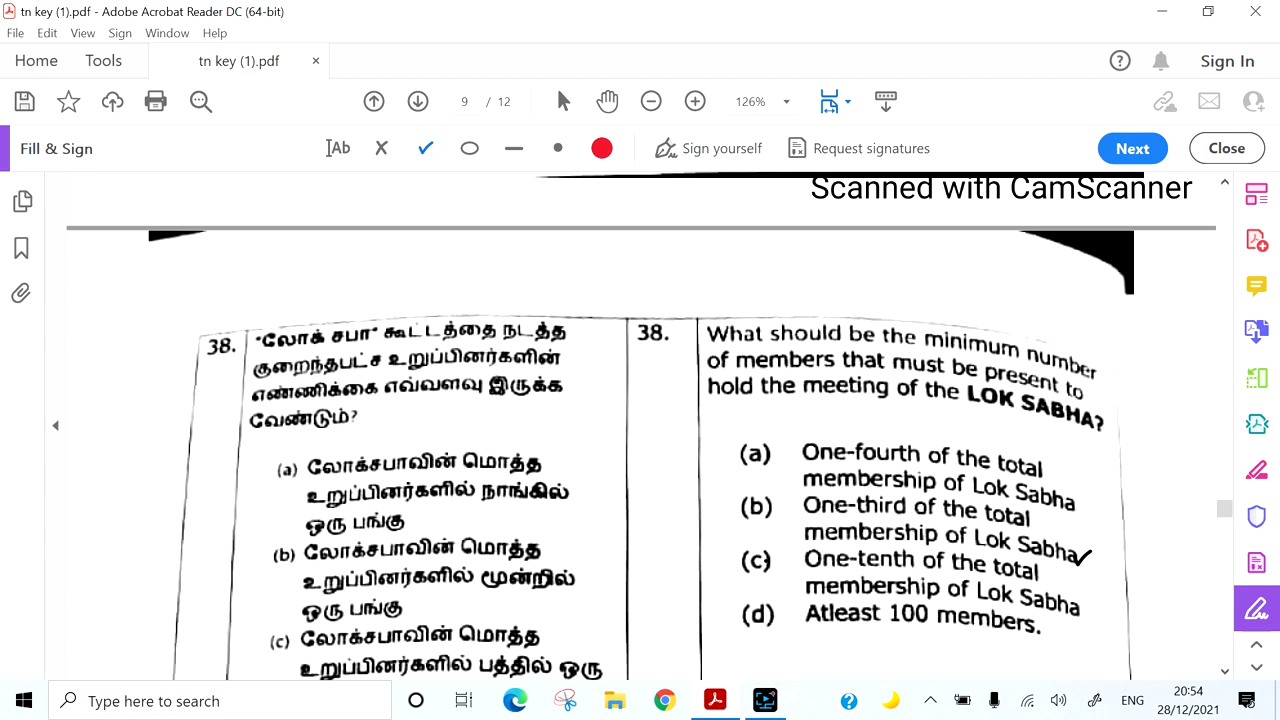 tn key (1).pdf - Adobe Acrobat Reader DC (64-bit)
File Edit View Sign Window Help
Home Tools tn key (1).pdf × Sign In
9 / 12 126%
Fill & Sign Sign yourself Request signatures Next Close
Scanned with CamScanner
38. "லோக் சபா" கூட்டத்தை நடத்த
குறைந்தபட்ச உறுப்பினர்களின்
எண்ணிக்கை எவ்வளவு இருக்க
வேண்டும்?
(a) லோக்சபாவின் மொத்த
உறுப்பினர்களில் நாங்கில்
ஒரு பங்கு
(b) லோக்சபாவின் மொத்த
உறுப்பினர்களில் மூன்றில்
ஒரு பங்கு
(c) லோக்சபாவின் மொத்த
உறுப்பினர்களில் பத்தில் ஒரு
38. What should be the minimum number
of members that must be present to
hold the meeting of the LOK SABHA?
(a) One-fourth of the total
membership of Lok Sabha
(b) One-third of the total
membership of Lok Sabha
(c) One-tenth of the total
membership of Lok Sabha
(d) Atleast 100 members.
Type here to search
ENG
20:54
28/12/2021